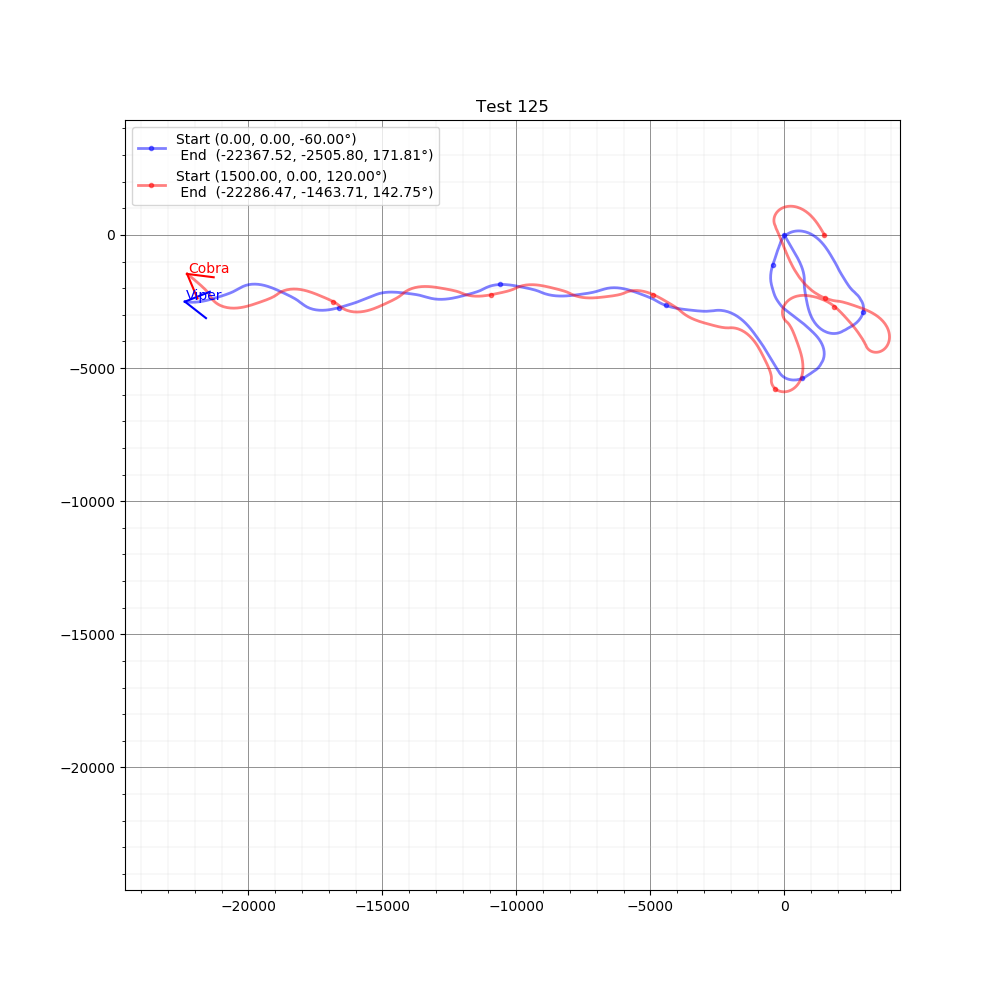 Test 125
Start (0.00, 0.00, -60.00°)
End  (-22367.52, -2505.80, 171.81°)
Start (1500.00, 0.00, 120.00°)
End  (-22286.47, -1463.71, 142.75°)
0
Cobra
Viper
−5000
−10000
−15000
−20000
−20000 −15000 −10000 −5000 0